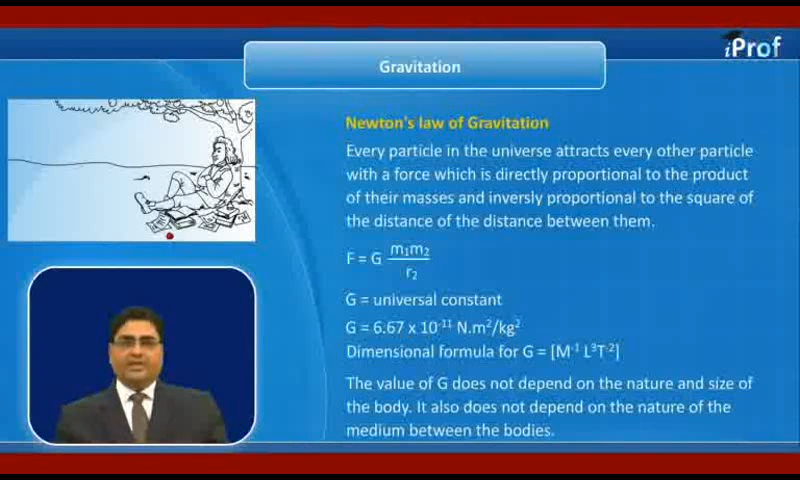 iProf
Gravitation
Newton's law of Gravitation
Every particle in the universe attracts every other particle
with a force which is directly proportional to the product
of their masses and inversly proportional to the square of
the distance of the distance between them.
F = G m₁m₂
r₂
G = universal constant
G = 6.67 x 10⁻¹¹ N.m²/kg²
Dimensional formula for G = [M⁻¹ L³T⁻²]
The value of G does not depend on the nature and size of
the body. It also does not depend on the nature of the
medium between the bodies.